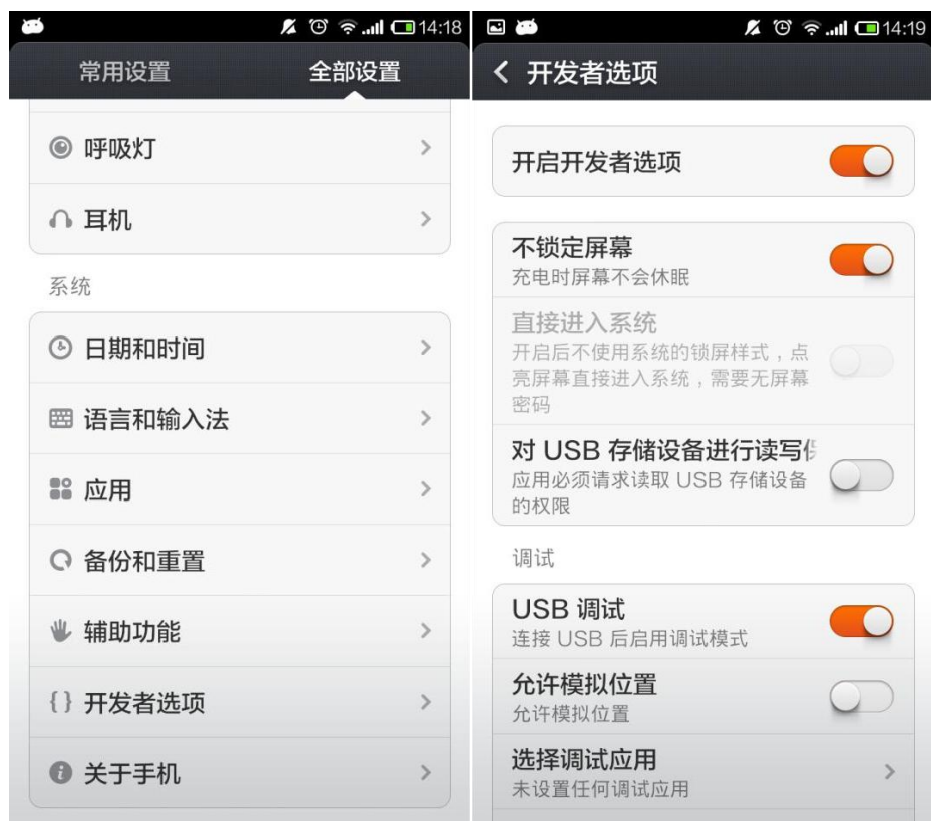 14:18
常用设置 全部设置
呼吸灯
耳机
系统
日期和时间
语言和输入法
应用
备份和重置
辅助功能
{} 开发者选项
关于手机
14:19
开发者选项
开启开发者选项
不锁定屏幕
充电时屏幕不会休眠
直接进入系统
开启后不使用系统的锁屏样式，点
亮屏幕直接进入系统，需要无屏幕
密码
对 USB 存储设备进行读写
应用必须请求读取 USB 存储设备
的权限
调试
USB 调试
连接 USB 后启用调试模式
允许模拟位置
允许模拟位置
选择调试应用
未设置任何调试应用